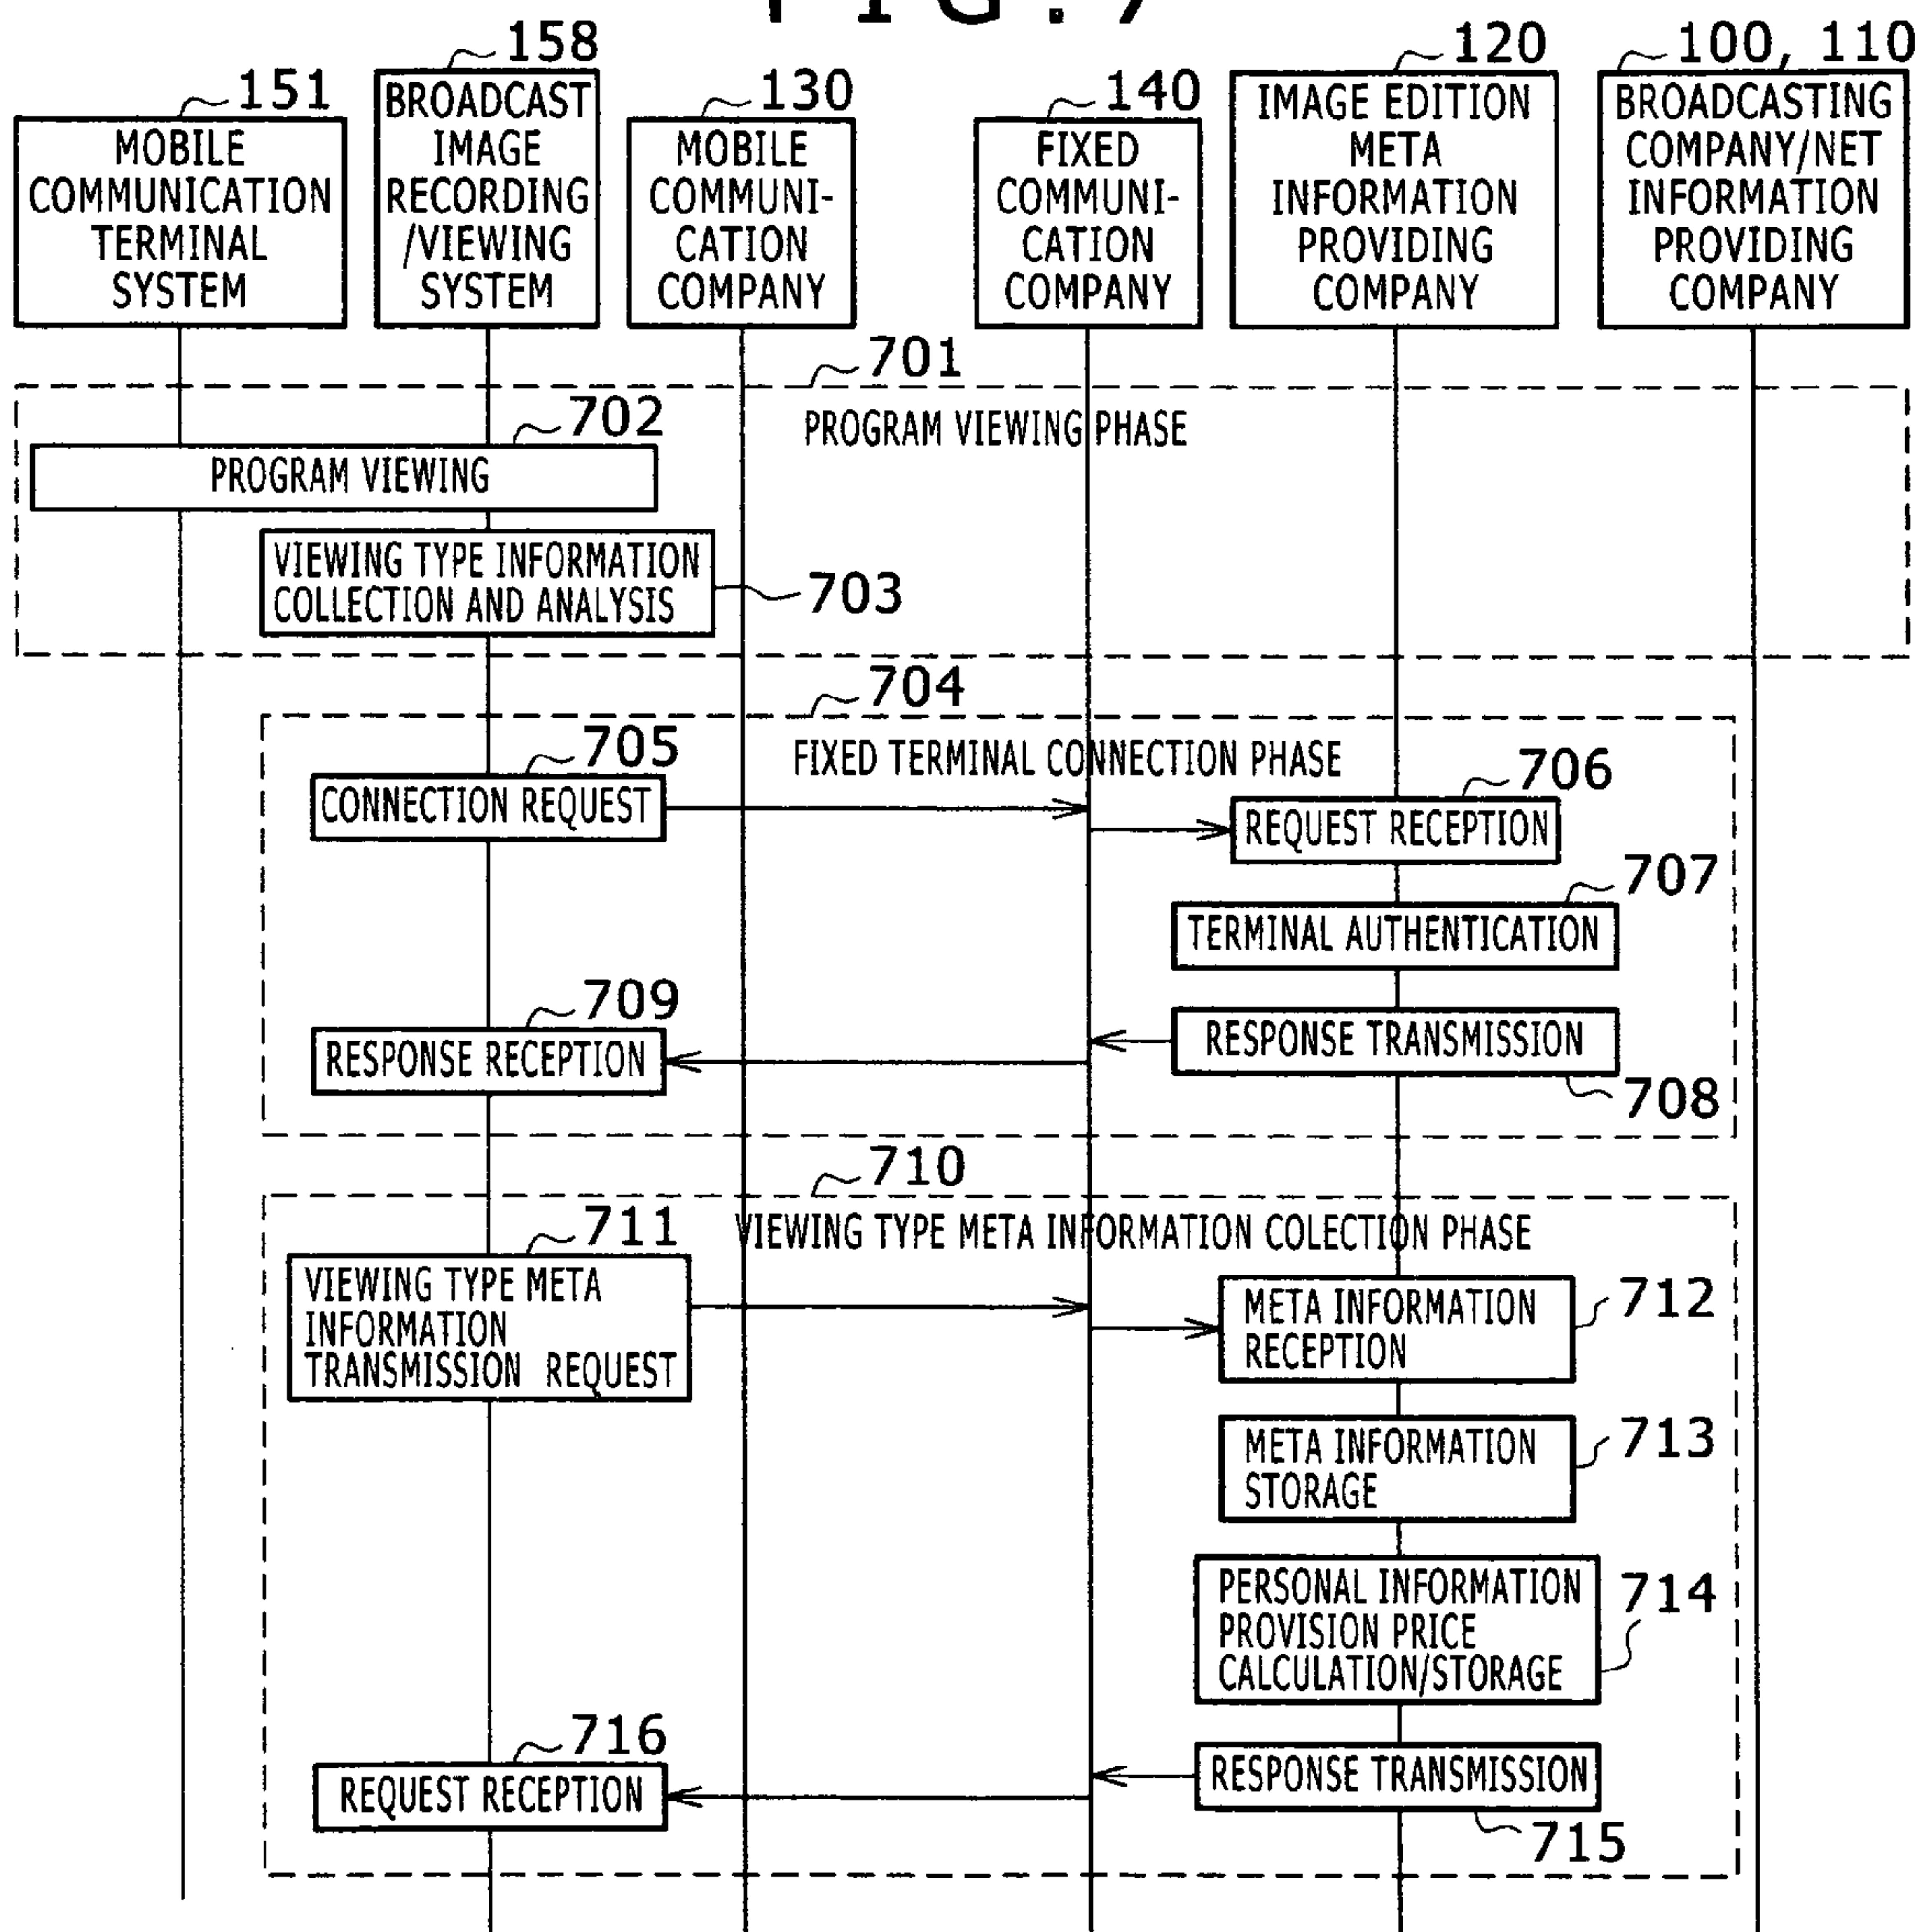 FIG. 7
151
MOBILE
COMMUNICATION
TERMINAL
SYSTEM
158
BROADCAST
IMAGE
RECORDING
/VIEWING
SYSTEM
130
MOBILE
COMMUNI-
CATION
COMPANY
140
FIXED
COMMUNI-
CATION
COMPANY
120
IMAGE EDITION
META
INFORMATION
PROVIDING
COMPANY
100, 110
BROADCASTING
COMPANY/NET
INFORMATION
PROVIDING
COMPANY
701
PROGRAM VIEWING PHASE
702
PROGRAM VIEWING
VIEWING TYPE INFORMATION
COLLECTION AND ANALYSIS
703
704
FIXED TERMINAL CONNECTION PHASE
705
CONNECTION REQUEST
706
REQUEST RECEPTION
707
TERMINAL AUTHENTICATION
RESPONSE TRANSMISSION
708
709
RESPONSE RECEPTION
710
VIEWING TYPE META INFORMATION COLECTION PHASE
711
VIEWING TYPE META
INFORMATION
TRANSMISSION REQUEST
712
META INFORMATION
RECEPTION
713
META INFORMATION
STORAGE
714
PERSONAL INFORMATION
PROVISION PRICE
CALCULATION/STORAGE
RESPONSE TRANSMISSION
715
716
REQUEST RECEPTION